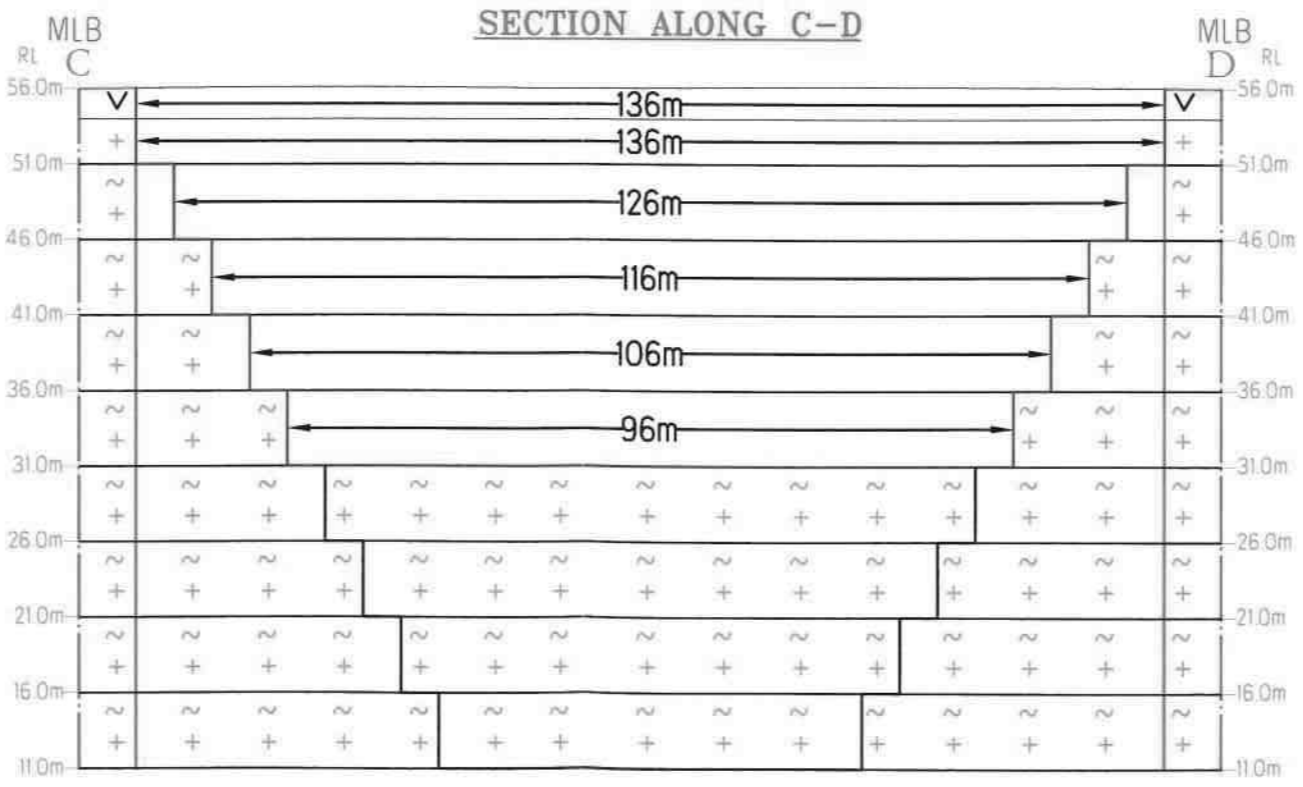 SECTION ALONG C-D
MLB MLB
RL C D RL
56.0m V 136m V 56.0m
136m
51.0m 51.0m
126m
46.0m 46.0m
116m
41.0m 41.0m
106m
36.0m 36.0m
96m
31.0m 31.0m
26.0m 26.0m
21.0m 21.0m
16.0m 16.0m
11.0m 11.0m